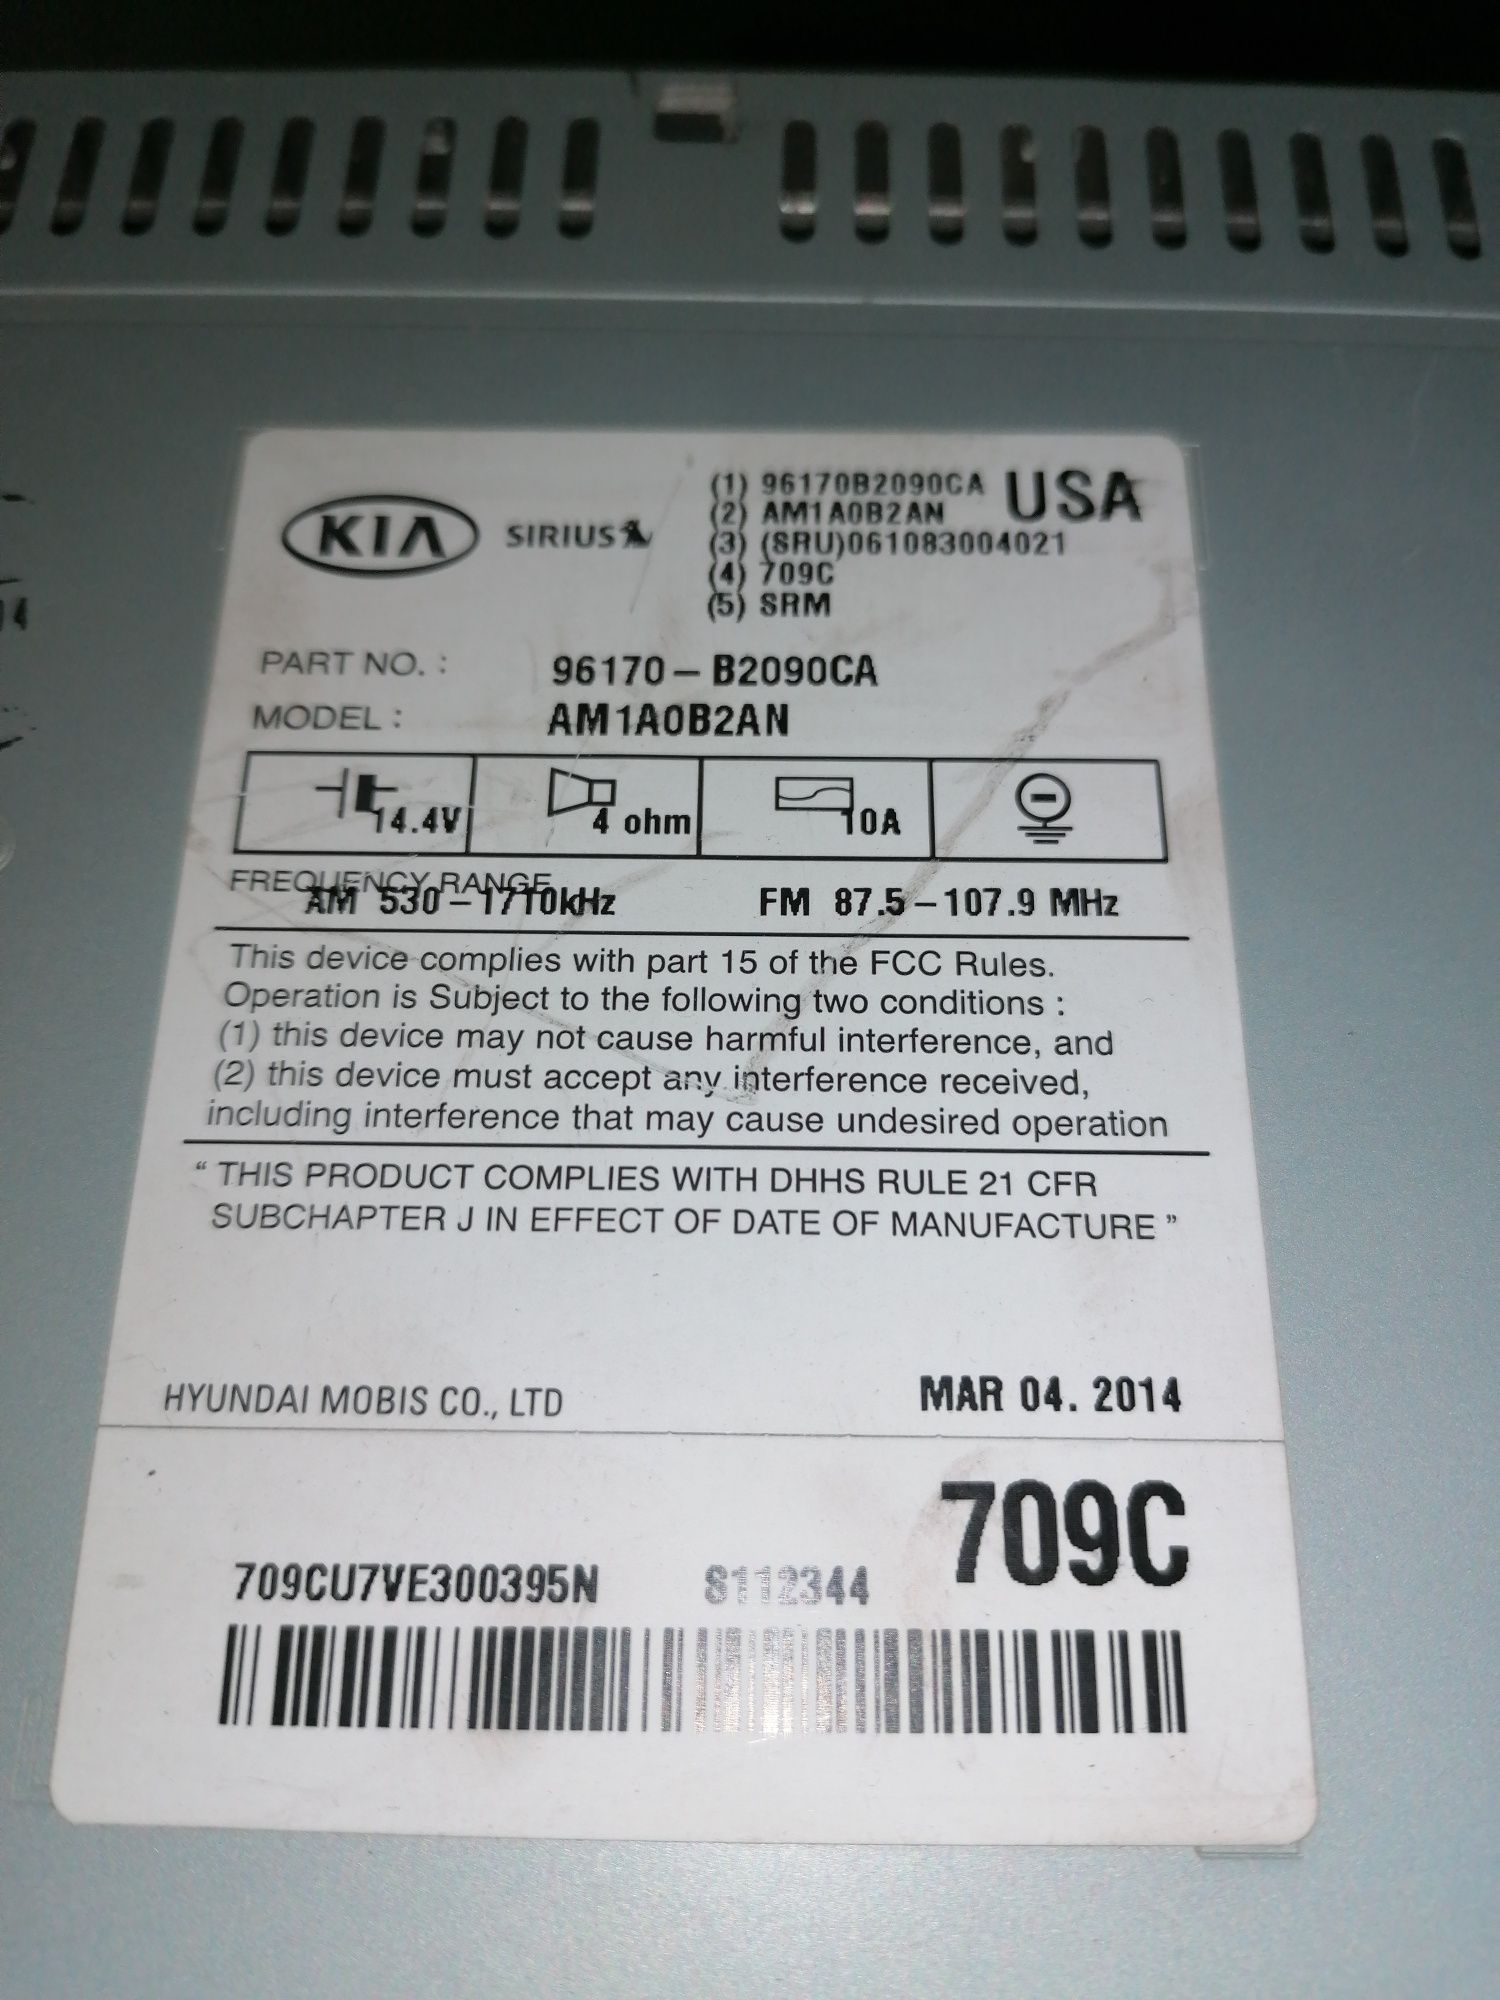 KIA SIRIUS
(1) 96170B2090CA USA
(2) AM1A0B2AN
(3) (SRU)061083004021
(4) 709C
(5) SRM
PART NO. : 96170-B2090CA
MODEL : AM1A0B2AN
14.4V 4 ohm 10A
FREQUENCY RANGE
AM 530-1710kHz FM 87.5-107.9 MHz
This device complies with part 15 of the FCC Rules.
Operation is Subject to the following two conditions :
(1) this device may not cause harmful interference, and
(2) this device must accept any interference received,
including interference that may cause undesired operation
“ THIS PRODUCT COMPLIES WITH DHHS RULE 21 CFR
SUBCHAPTER J IN EFFECT OF DATE OF MANUFACTURE ”
HYUNDAI MOBIS CO., LTD MAR 04. 2014
709C
709CU7VE300395N S112344